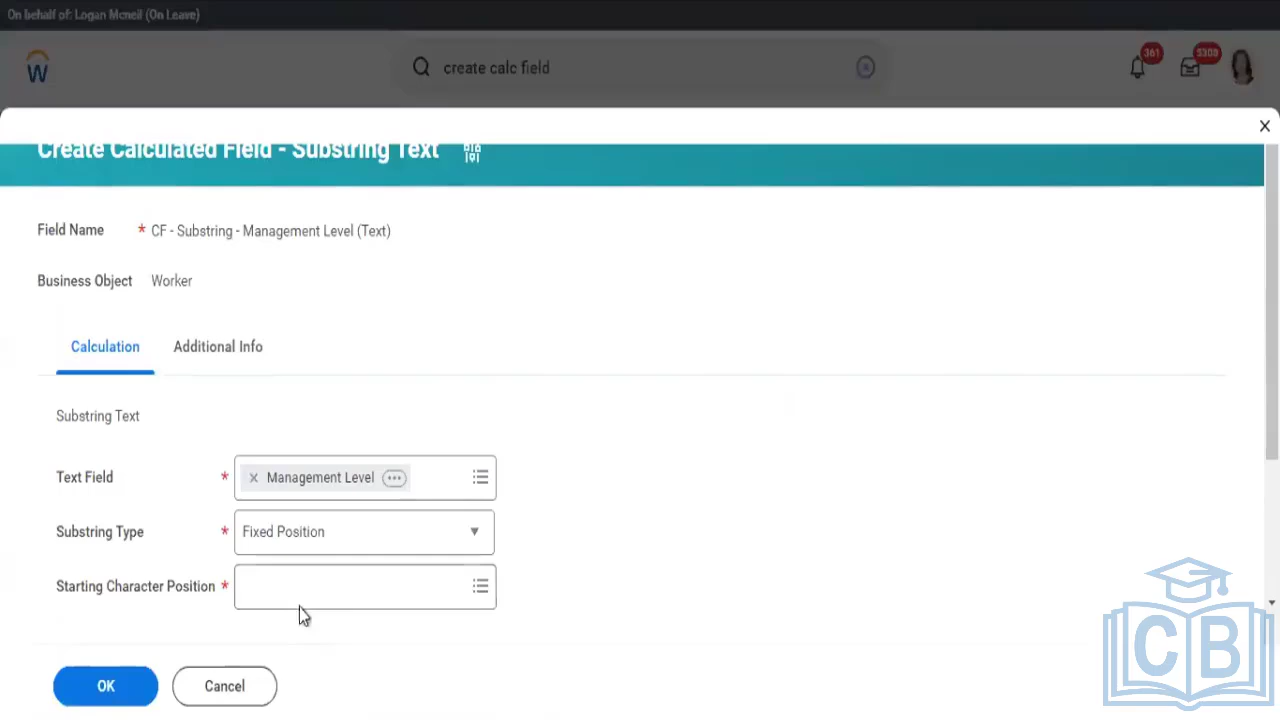 On behalf of: Logan Mcneil (On Leave)
W
create calc field
361
5300
Create Calculated Field - Substring Text
Field Name * CF - Substring - Management Level (Text)
Business Object Worker
Calculation Additional Info
Substring Text
Text Field * × Management Level
Substring Type * Fixed Position
Starting Character Position *
OK Cancel
CB